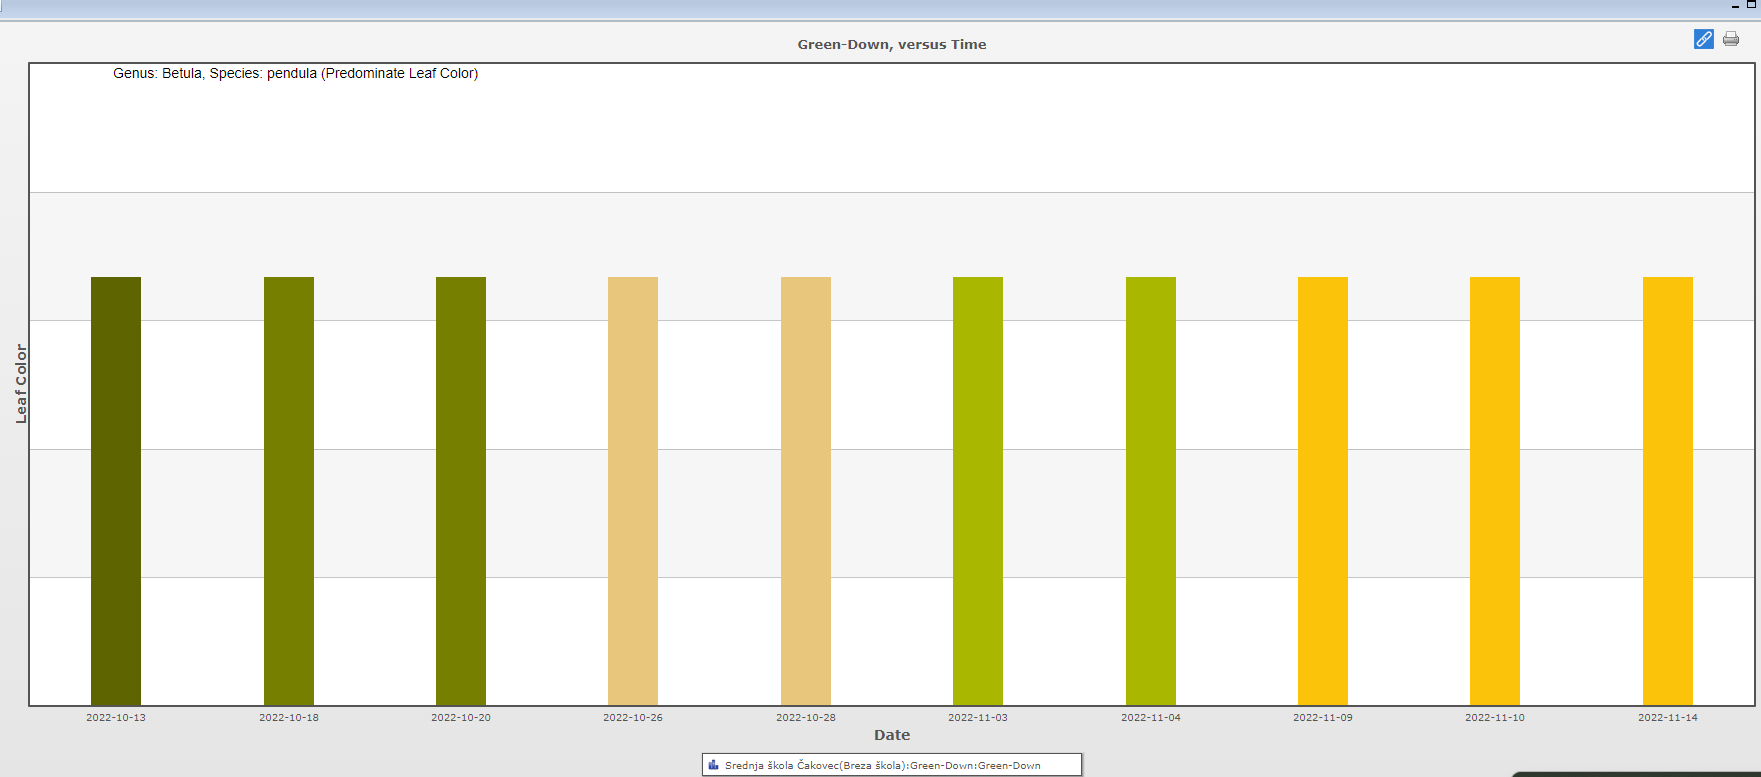 Green-Down, versus Time
Genus: Betula, Species: pendula (Predominate Leaf Color)
Leaf Color
2022-10-13
2022-10-18
2022-10-20
2022-10-26
2022-10-28
2022-11-03
2022-11-04
2022-11-09
2022-11-10
2022-11-14
Date
Srednja škola Čakovec(Breza škola):Green-Down:Green-Down